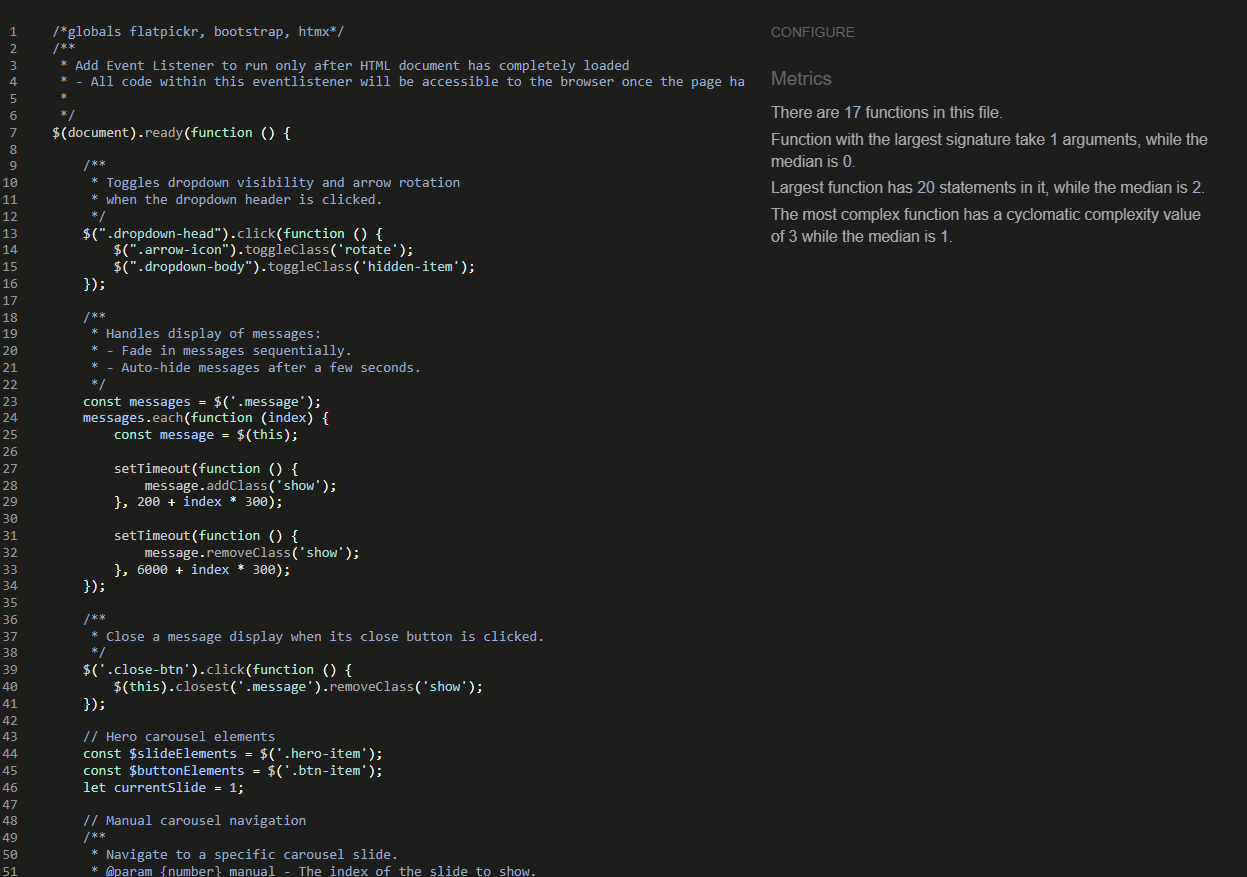 1 /*globals flatpickr, bootstrap, htmx*/
2 /**
3 * Add Event Listener to run only after HTML document has completely loaded
4 * - All code within this eventlistener will be accessible to the browser once the page ha
5 *
6 */
7 $(document).ready(function () {
8
9 /**
10 * Toggles dropdown visibility and arrow rotation
11 * when the dropdown header is clicked.
12 */
13 $(".dropdown-head").click(function () {
14 $(".arrow-icon").toggleClass('rotate');
15 $(".dropdown-body").toggleClass('hidden-item');
16 });
17
18 /**
19 * Handles display of messages:
20 * - Fade in messages sequentially.
21 * - Auto-hide messages after a few seconds.
22 */
23 const messages = $('.message');
24 messages.each(function (index) {
25 const message = $(this);
26
27 setTimeout(function () {
28 message.addClass('show');
29 }, 200 + index * 300);
30
31 setTimeout(function () {
32 message.removeClass('show');
33 }, 6000 + index * 300);
34 });
35
36 /**
37 * Close a message display when its close button is clicked.
38 */
39 $('.close-btn').click(function () {
40 $(this).closest('.message').removeClass('show');
41 });
42
43 // Hero carousel elements
44 const $slideElements = $('.hero-item');
45 const $buttonElements = $('.btn-item');
46 let currentSlide = 1;
47
48 // Manual carousel navigation
49 /**
50 * Navigate to a specific carousel slide.
51 * @param {number} manual - The index of the slide to show.
CONFIGURE
Metrics
There are 17 functions in this file.
Function with the largest signature take 1 arguments, while the
median is 0.
Largest function has 20 statements in it, while the median is 2.
The most complex function has a cyclomatic complexity value
of 3 while the median is 1.